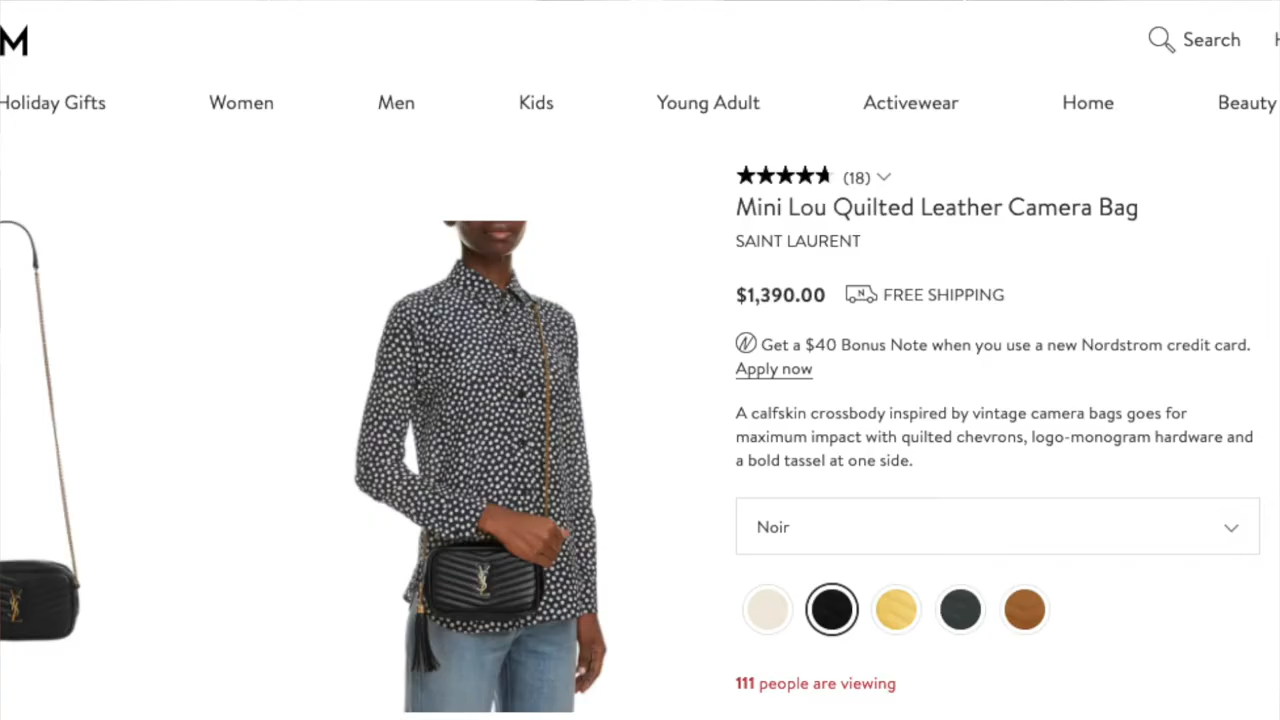 M
Search
Holiday Gifts Women Men Kids Young Adult Activewear Home Beauty
(18)
Mini Lou Quilted Leather Camera Bag
SAINT LAURENT
$1,390.00 N FREE SHIPPING
N Get a $40 Bonus Note when you use a new Nordstrom credit card.
Apply now
A calfskin crossbody inspired by vintage camera bags goes for
maximum impact with quilted chevrons, logo-monogram hardware and
a bold tassel at one side.
Noir
111 people are viewing
YSL
YSL